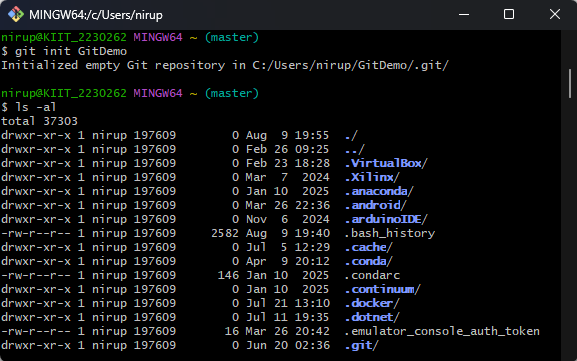 MINGW64:/c/Users/nirup
nirup@KIIT_2230262 MINGW64 ~ (master)
$ git init GitDemo
Initialized empty Git repository in C:/Users/nirup/GitDemo/.git/
nirup@KIIT_2230262 MINGW64 ~ (master)
$ ls -al
total 37303
drwxr-xr-x 1 nirup 197609 0 Aug 9 19:55 ./
drwxr-xr-x 1 nirup 197609 0 Feb 26 09:25 ../
drwxr-xr-x 1 nirup 197609 0 Feb 23 18:28 .VirtualBox/
drwxr-xr-x 1 nirup 197609 0 Mar 7 2024 .Xilinx/
drwxr-xr-x 1 nirup 197609 0 Jan 10 2025 .anaconda/
drwxr-xr-x 1 nirup 197609 0 Mar 26 22:36 .android/
drwxr-xr-x 1 nirup 197609 0 Nov 6 2024 .arduinoIDE/
-rw-r--r-- 1 nirup 197609 2582 Aug 9 19:40 .bash_history
drwxr-xr-x 1 nirup 197609 0 Jul 5 12:29 .cache/
drwxr-xr-x 1 nirup 197609 0 Apr 9 20:12 .conda/
-rw-r--r-- 1 nirup 197609 146 Jan 10 2025 .condarc
drwxr-xr-x 1 nirup 197609 0 Jan 10 2025 .continuum/
drwxr-xr-x 1 nirup 197609 0 Jul 21 13:10 .docker/
drwxr-xr-x 1 nirup 197609 0 Jul 11 19:35 .dotnet/
-rw-r--r-- 1 nirup 197609 16 Mar 26 20:42 .emulator_console_auth_token
drwxr-xr-x 1 nirup 197609 0 Jun 20 02:36 .git/